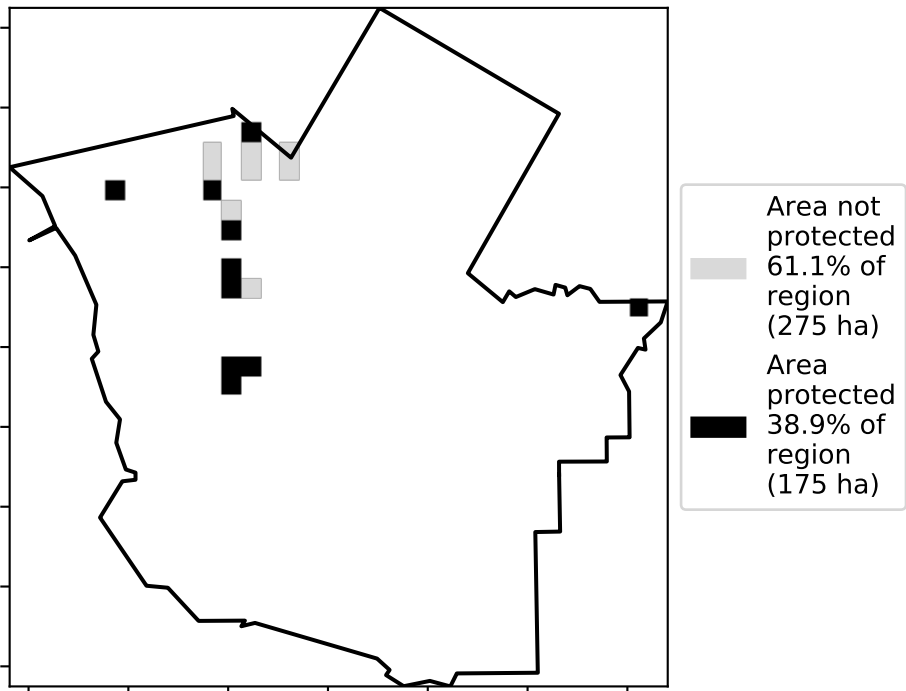 Area not
protected
61.1% of
region
(275 ha)
Area
protected
38.9% of
region
(175 ha)